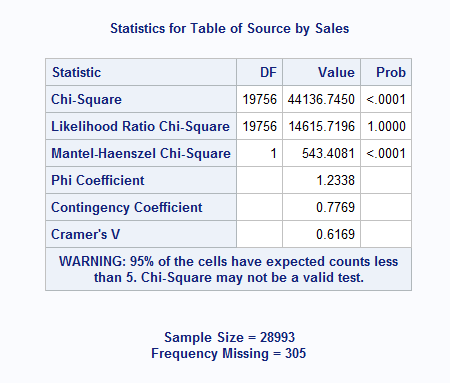 Statistics for Table of Source by Sales
Statistic DF Value Prob
Chi-Square 19756 44136.7450 <.0001
Likelihood Ratio Chi-Square 19756 14615.7196 1.0000
Mantel-Haenszel Chi-Square 1 543.4081 <.0001
Phi Coefficient 1.2338
Contingency Coefficient 0.7769
Cramer's V 0.6169
WARNING: 95% of the cells have expected counts less
than 5. Chi-Square may not be a valid test.
Sample Size = 28993
Frequency Missing = 305